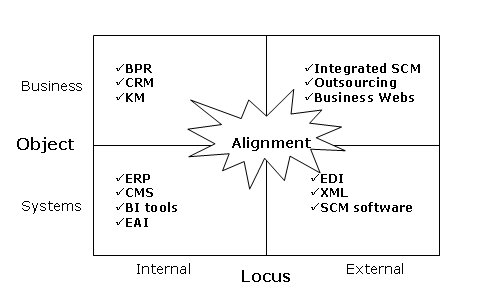 ✓BPR
✓CRM
✓KM
✓Integrated SCM
✓Outsourcing
✓Business Webs
Business
Object
Alignment
✓ERP
✓CMS
✓BI tools
✓EAI
✓EDI
✓XML
✓SCM software
Systems
Internal
External
Locus